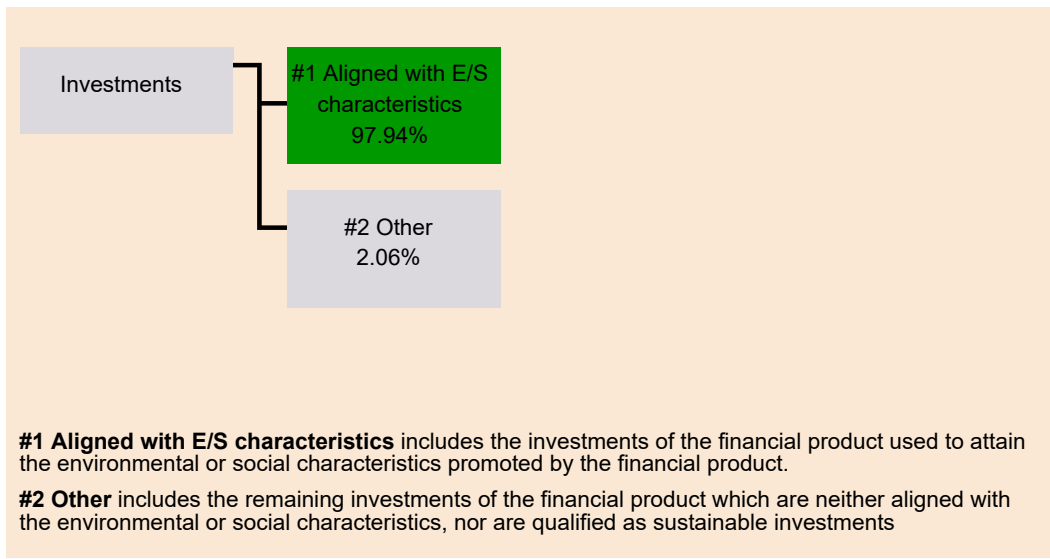 Investments
#1 Aligned with E/S
characteristics
97.94%
#2 Other
2.06%
#1 Aligned with E/S characteristics includes the investments of the financial product used to attain
the environmental or social characteristics promoted by the financial product.
#2 Other includes the remaining investments of the financial product which are neither aligned with
the environmental or social characteristics, nor are qualified as sustainable investments